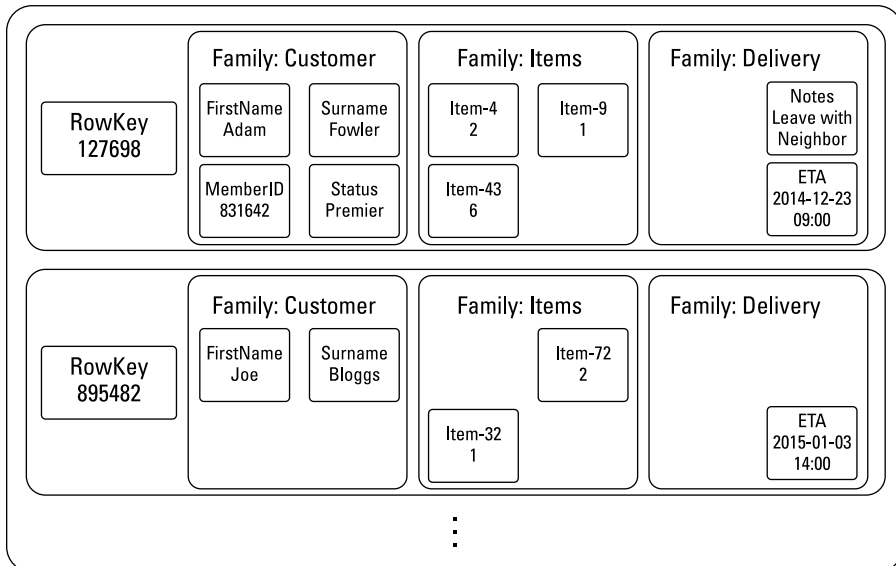 Family: Customer
Family: Items
Family: Delivery
RowKey
127698
FirstName
Adam
Surname
Fowler
MemberID
831642
Status
Premier
Item-4
2
Item-9
1
Item-43
6
Notes
Leave with
Neighbor
ETA
2014-12-23
09:00
Family: Customer
Family: Items
Family: Delivery
RowKey
895482
FirstName
Joe
Surname
Bloggs
Item-72
2
Item-32
1
ETA
2015-01-03
14:00